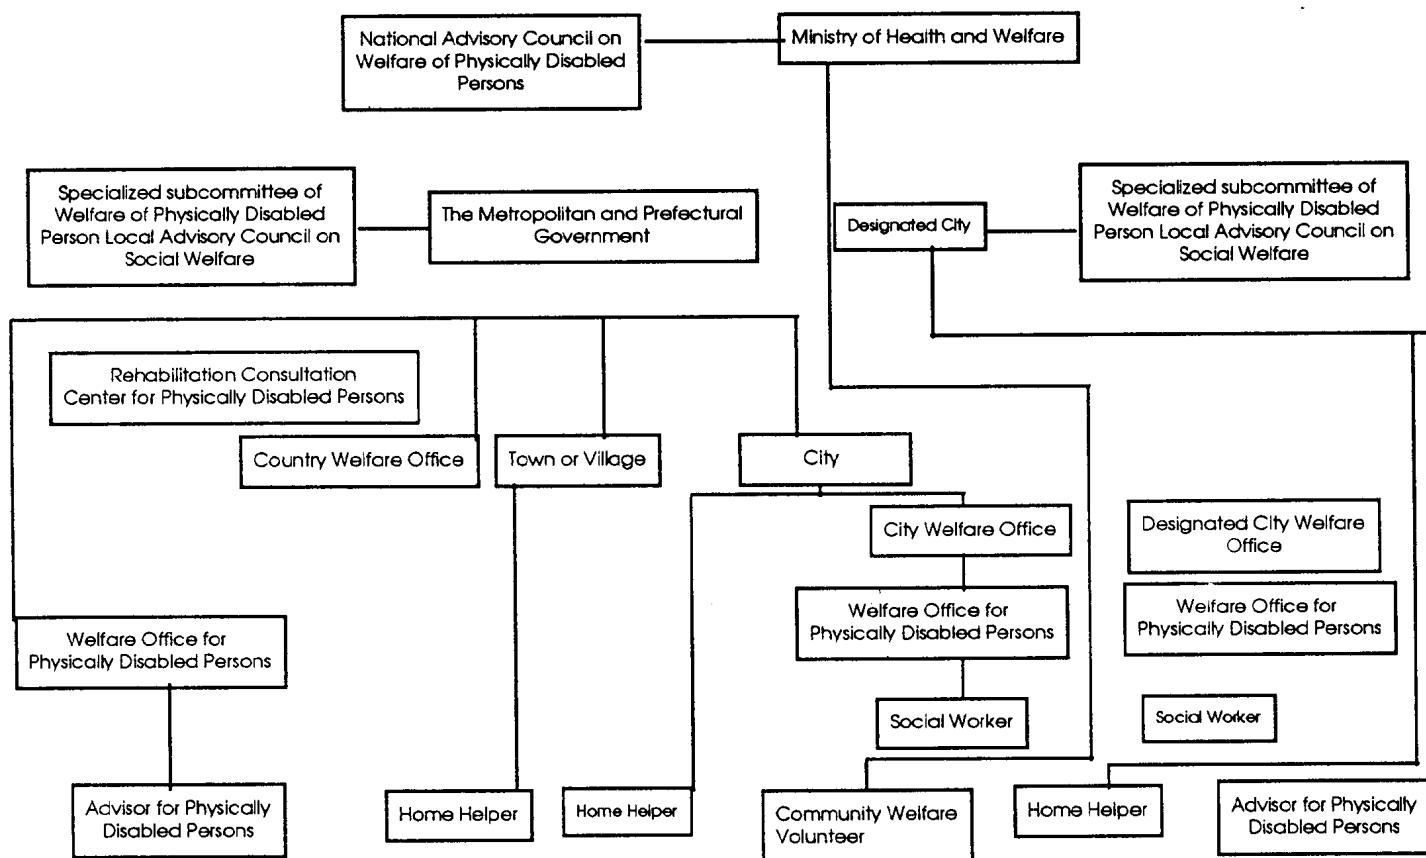 National Advisory Council on
Welfare of Physically Disabled
Persons
Ministry of Health and Welfare
Specialized subcommittee of
Welfare of Physically Disabled
Person Local Advisory Council on
Social Welfare
The Metropolitan and Prefectural
Government
Designated City
Specialized subcommittee of
Welfare of Physically Disabled
Person Local Advisory Council on
Social Welfare
Rehabilitation Consultation
Center for Physically Disabled Persons
Country Welfare Office
Town or Village
City
City Welfare Office
Designated City Welfare
Office
Welfare Office for
Physically Disabled Persons
Welfare Office for
Physically Disabled Persons
Welfare Office for
Physically Disabled Persons
Social Worker
Social Worker
Advisor for Physically
Disabled Persons
Home Helper
Home Helper
Community Welfare
Volunteer
Home Helper
Advisor for Physically
Disabled Persons